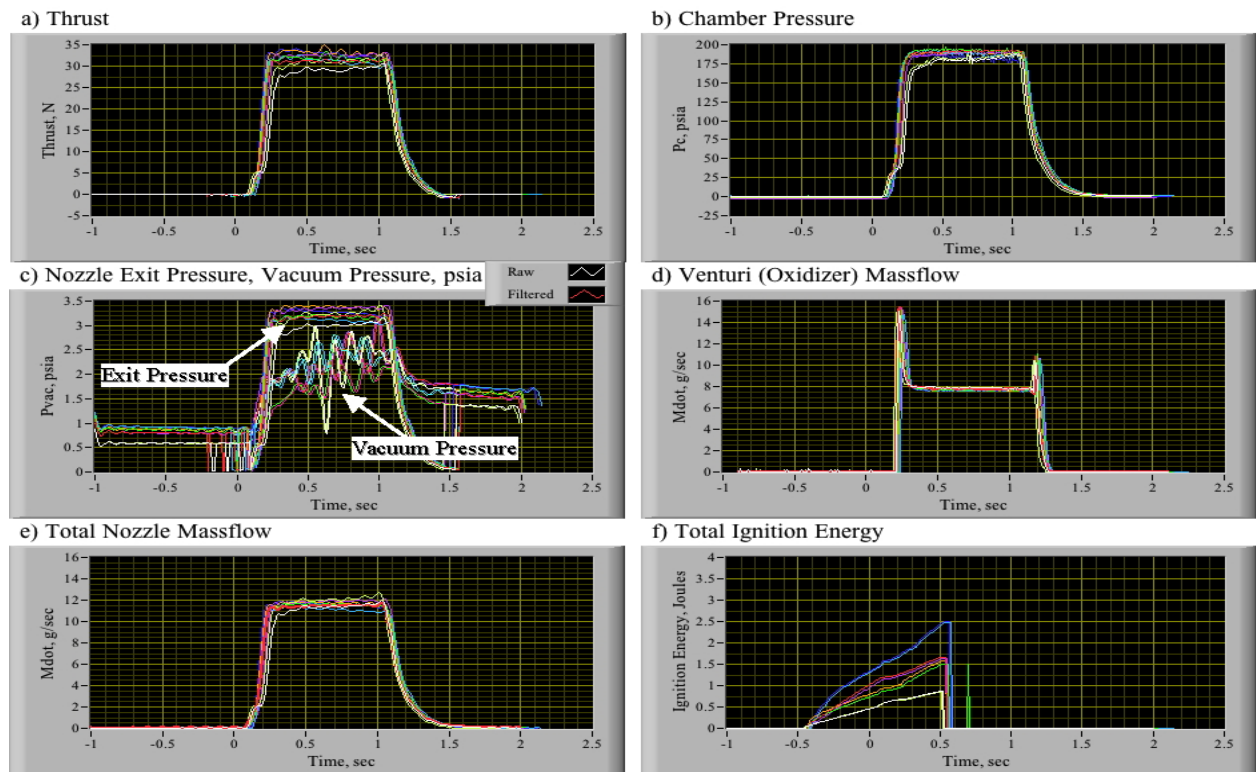 a) Thrust
b) Chamber Pressure
Thrust, N
35
30
25
20
15
10
5
0
-5
-1 -0.5 0 0.5 1 1.5 2 2.5
Time, sec
Pc, psia
200
175
150
125
100
75
50
25
0
-25
-1 -0.5 0 0.5 1 1.5 2 2.5
Time, sec
c) Nozzle Exit Pressure, Vacuum Pressure, psia
Raw
Filtered
d) Venturi (Oxidizer) Massflow
Pvac, psia
3.5
3
2.5
2
1.5
1
0.5
0
Exit Pressure
Vacuum Pressure
-1 -0.5 0 0.5 1 1.5 2 2.5
Time, sec
Mdot, g/sec
16
14
12
10
8
6
4
2
0
-1 -0.5 0 0.5 1 1.5 2 2.5
Time, sec
e) Total Nozzle Massflow
f) Total Ignition Energy
Mdot, g/sec
16
14
12
10
8
6
4
2
0
-1 -0.5 0 0.5 1 1.5 2 2.5
Time, sec
Ignition Energy, Joules
4
3.5
3
2.5
2
1.5
1
0.5
0
-1 -0.5 0 0.5 1 1.5 2 2.5
Time, sec